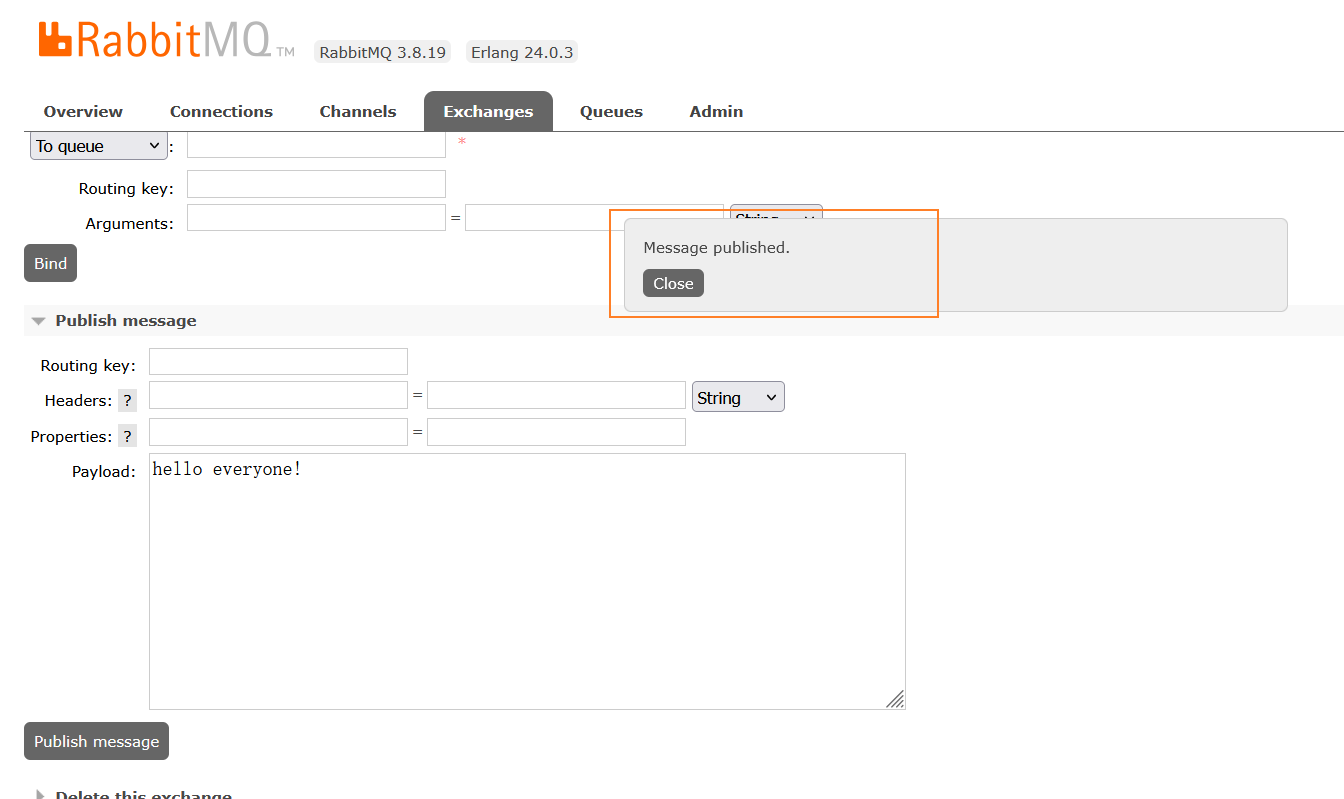 RabbitMQ TM RabbitMQ 3.8.19 Erlang 24.0.3
Overview Connections Channels Exchanges Queues Admin
To queue : *
Routing key:
Arguments: = String
Bind
Message published.
Close
Publish message
Routing key:
Headers: ? = String
Properties: ? =
Payload: hello everyone!
Publish message
Delete this exchange